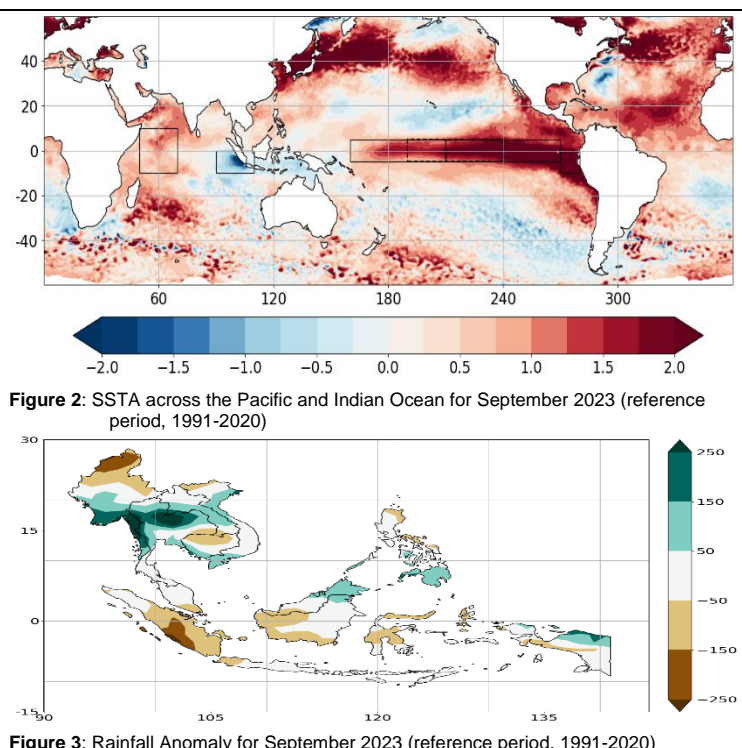 40
20
0
-20
-40
60 120 180 240 300
−2.0 −1.5 −1.0 −0.5 0.0 0.5 1.0 1.5 2.0
Figure 2: SSTA across the Pacific and Indian Ocean for September 2023 (reference
period, 1991-2020)
30
15
0
-15
90 105 120 135
250
150
50
−50
−150
−250
Figure 3: Rainfall Anomaly for September 2023 (reference period, 1991-2020)